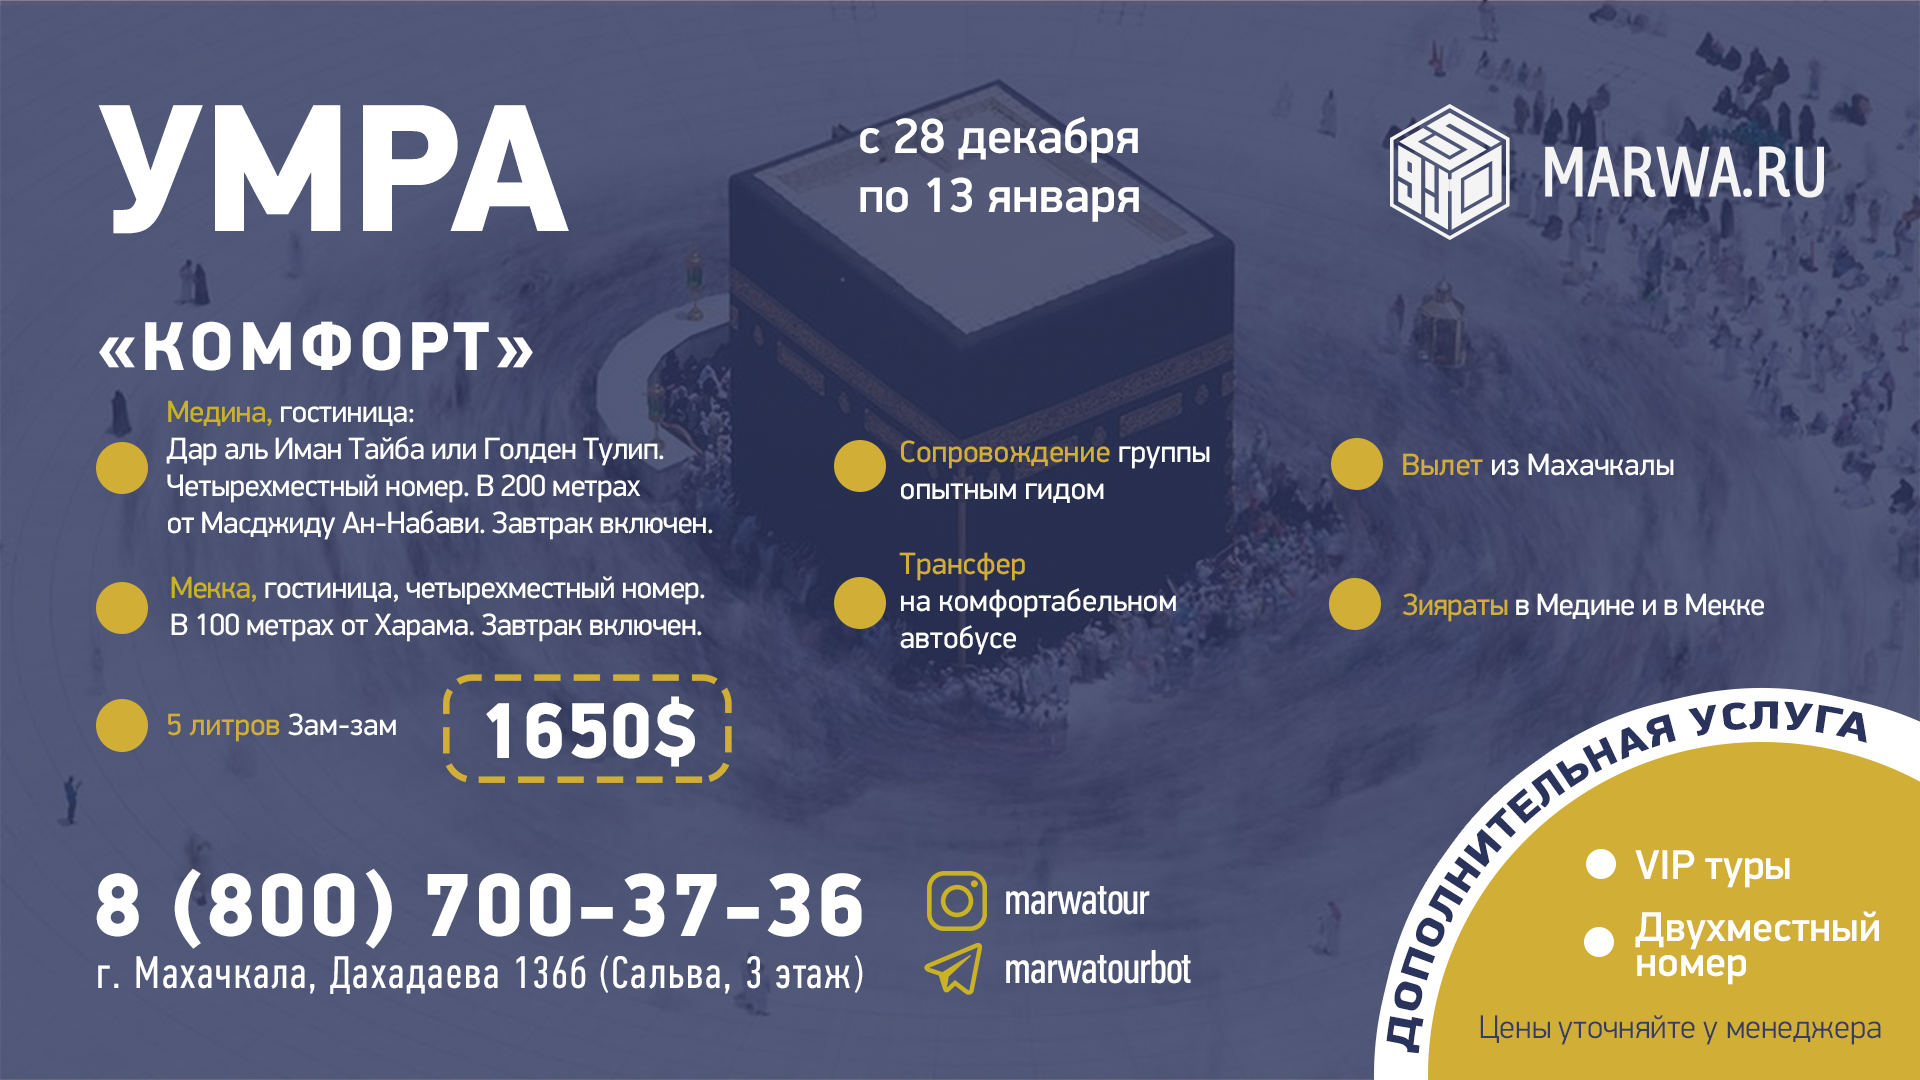 УМРА
с 28 декабря
по 13 января
MARWA.RU
«КОМФОРТ»
Медина, гостиница:
Дар аль Иман Тайба или Голден Тулип.
Четырехместный номер. В 200 метрах
от Масджиду Ан-Набави. Завтрак включен.
Мекка, гостиница, четырехместный номер.
В 100 метрах от Харама. Завтрак включен.
5 литров Зам-зам
1650$
Сопровождение группы
опытным гидом
Трансфер
на комфортабельном
автобусе
Вылет из Махачкалы
Зияраты в Медине и в Мекке
8 (800) 700-37-36
г. Махачкала, Дахадаева 136б (Сальва, 3 этаж)
marwatour
marwatourbot
ДОПОЛНИТЕЛЬНАЯ УСЛУГА
VIP туры
Двухместный
номер
Цены уточняйте у менеджера